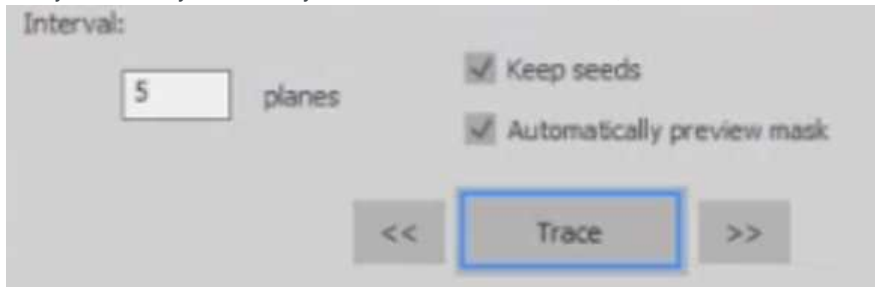 Interval:
5 planes
Keep seeds
Automatically preview mask
<< Trace >>